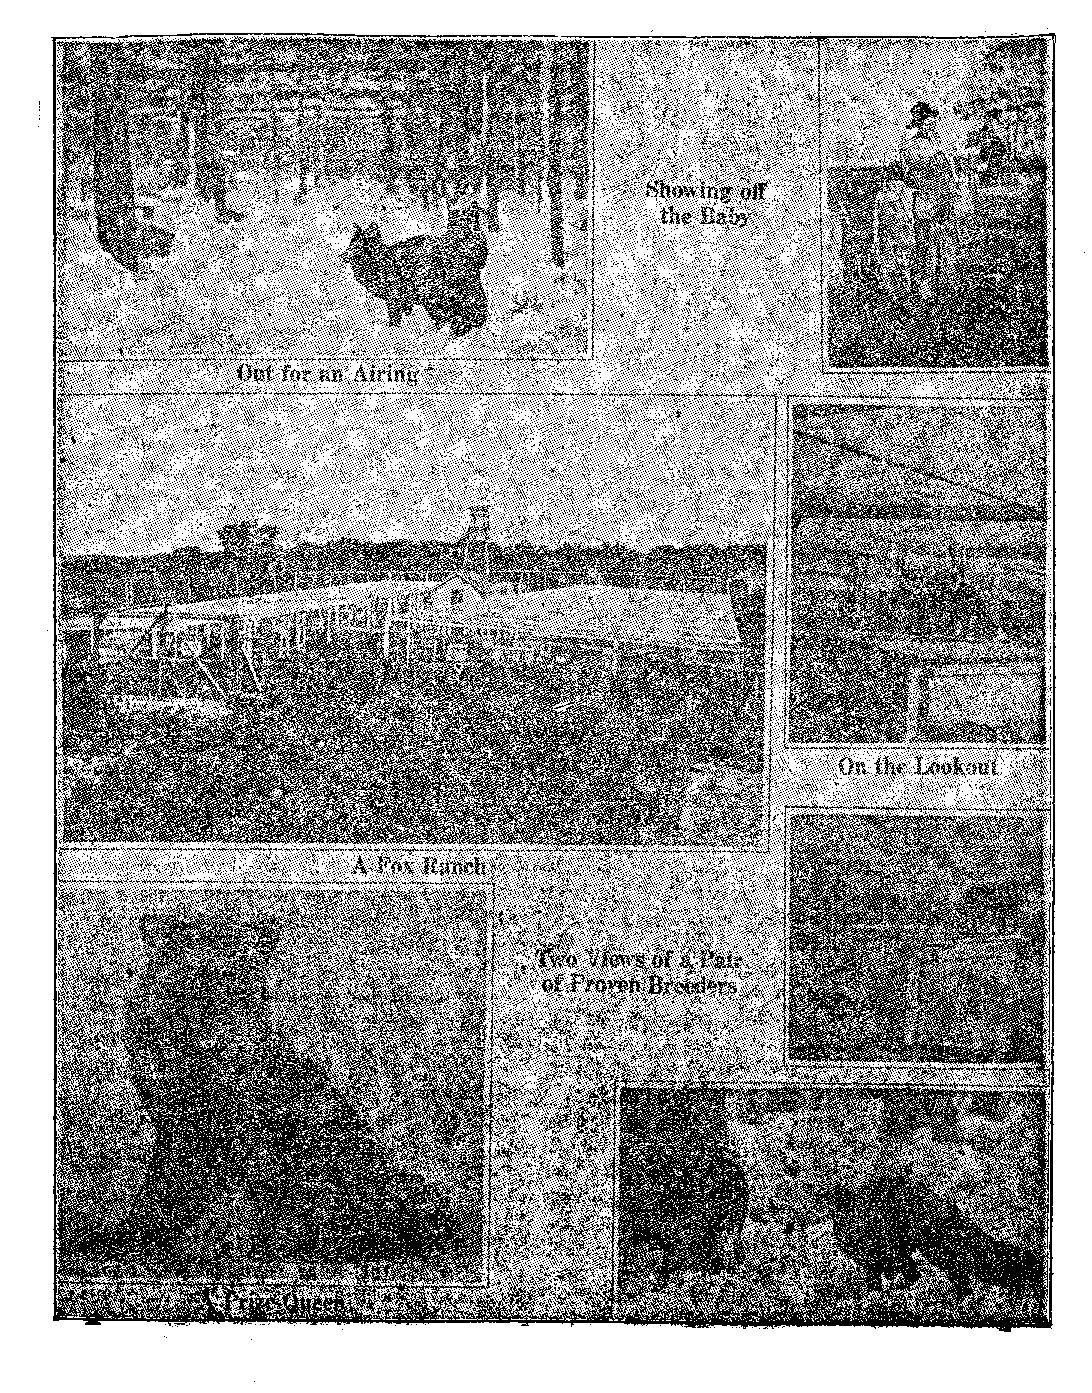 Showing off
the Baby
Out for an Airing
On the Lookout
A Fox Ranch
Two Views of a Pair
of Proven Breeders
A Prize Queen